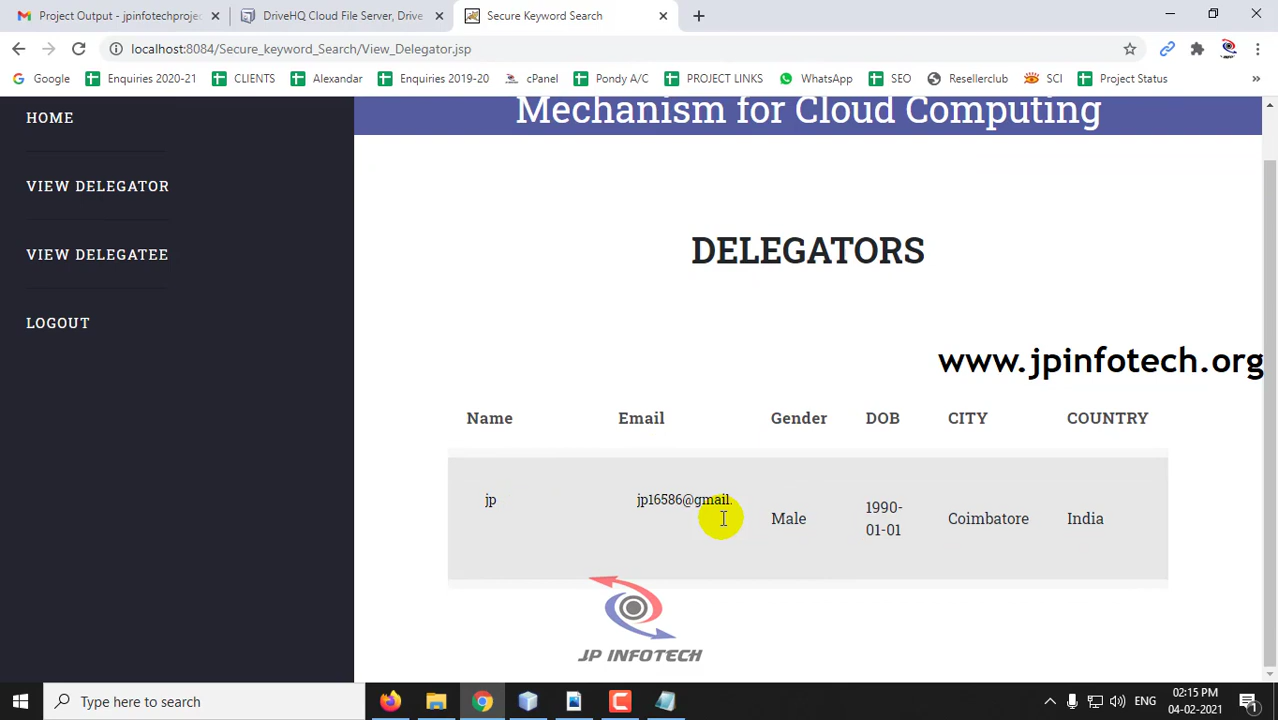 Project Output - jpinfotechproje
DriveHQ Cloud File Server, Drive
Secure Keyword Search
localhost:8084/Secure_keyword_Search/View_Delegator.jsp
Google
Enquiries 2020-21
CLIENTS
Alexandar
Enquiries 2019-20
cPanel
Pondy A/C
PROJECT LINKS
WhatsApp
SEO
Resellerclub
SCI
Project Status
»
HOME
VIEW DELEGATOR
VIEW DELEGATEE
LOGOUT
Mechanism for Cloud Computing
DELEGATORS
www.jpinfotech.org
Name Email Gender DOB CITY COUNTRY
jp jp16586@gmail. Male 1990-01-01 Coimbatore India
JP INFOTECH
Type here to search
ENG
02:15 PM
04-02-2021
1